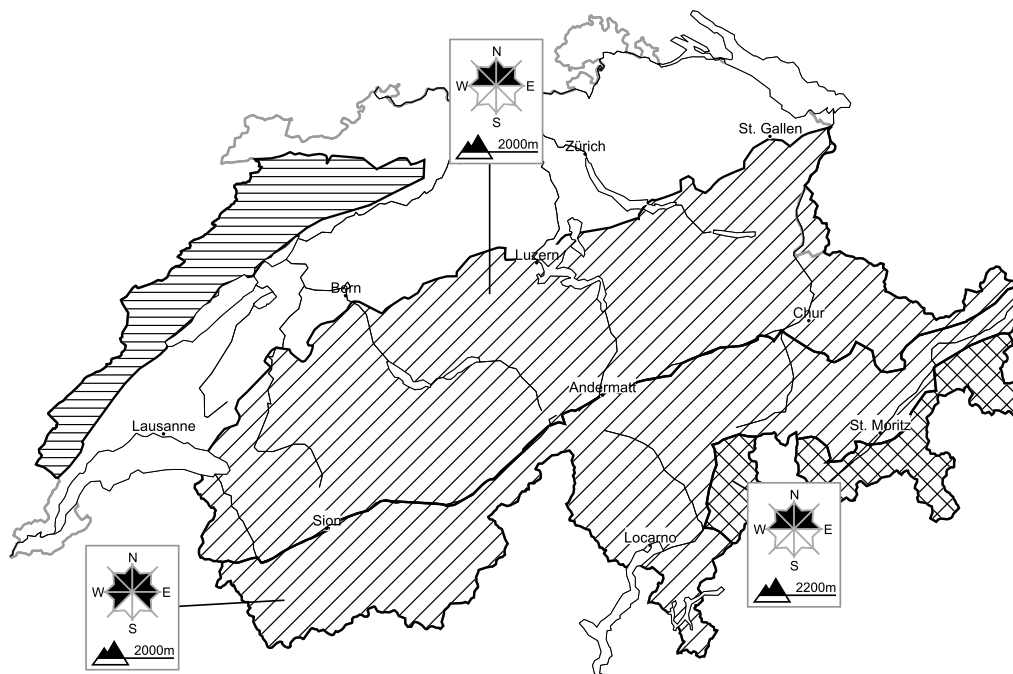 N
W E
S
2000m
Zürich
St. Gallen
Luzern
Bern
Chur
Andermatt
Lausanne
St. Moritz
N
W E
S
2200m
Sion
Locarno
N
W E
S
2000m